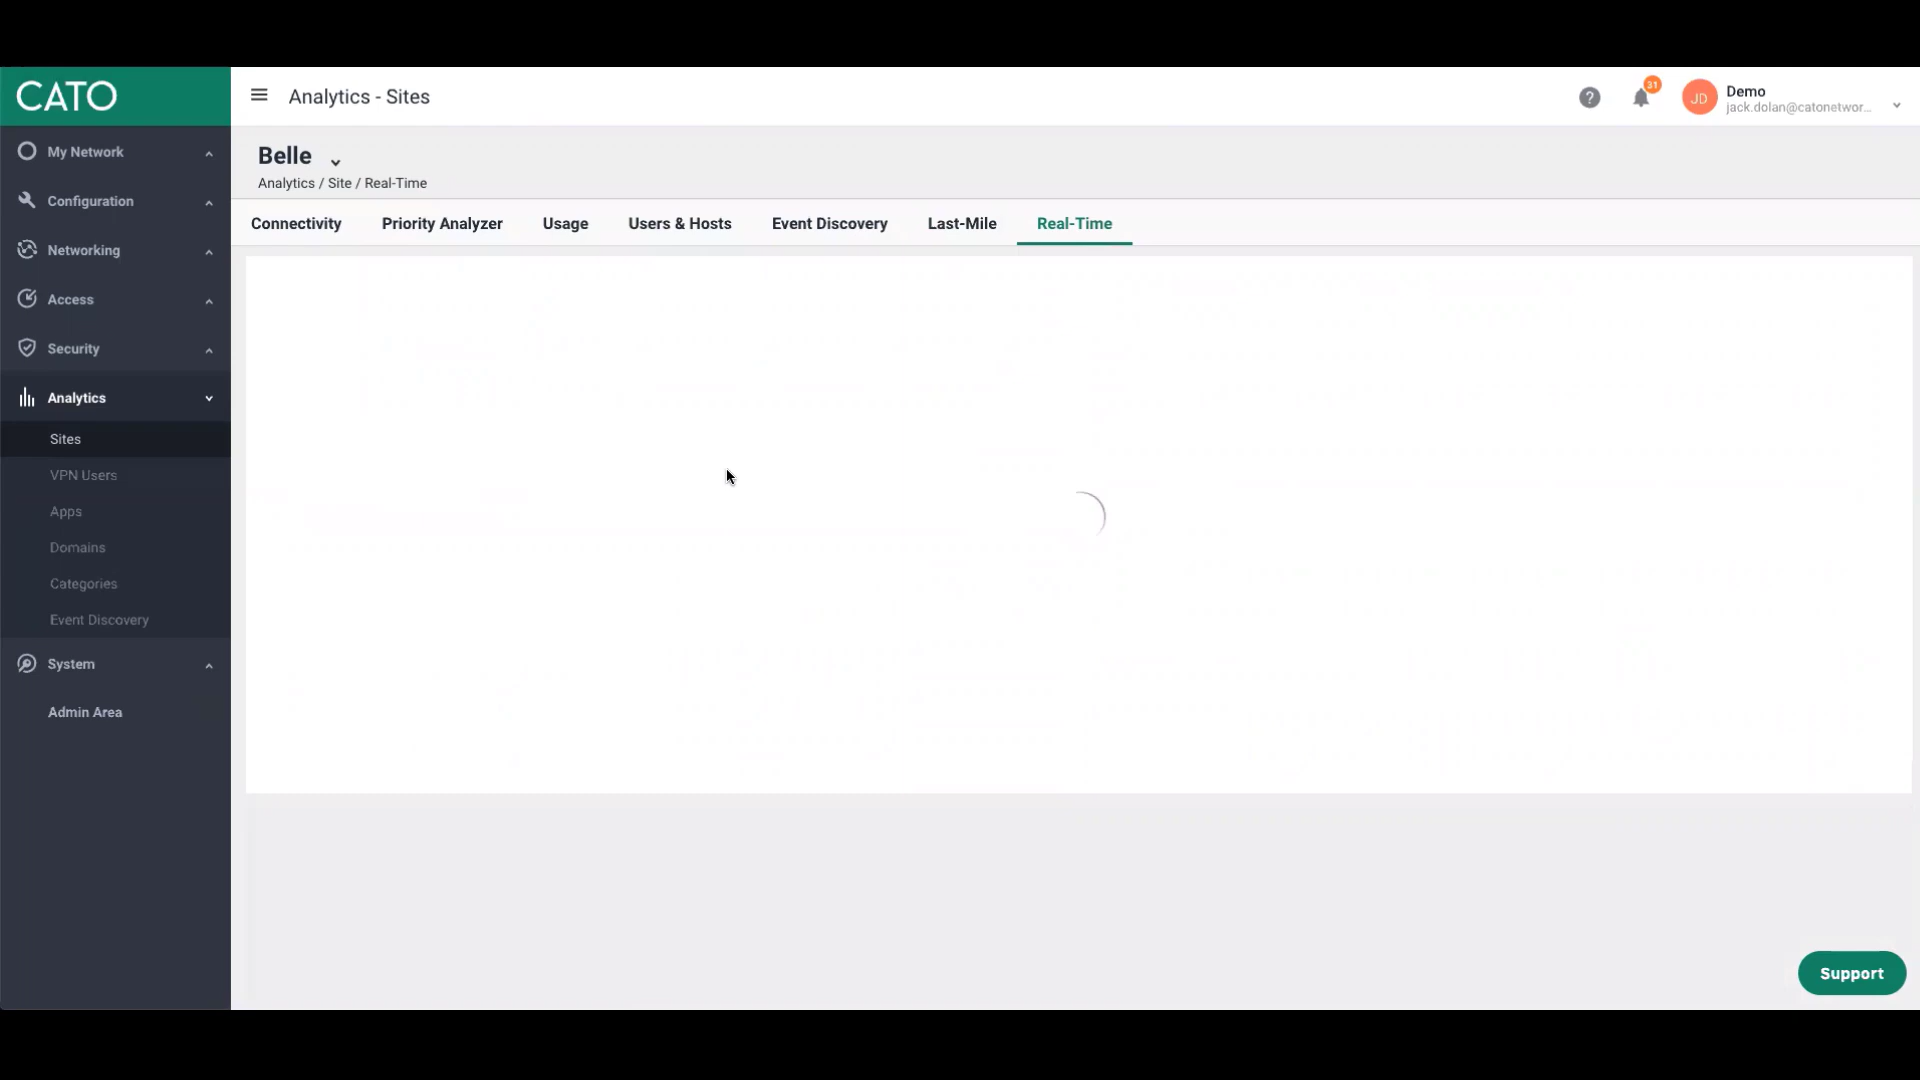 CATO
Analytics - Sites
?
31
JD
Demo
jack.dolan@catonetwor...
My Network
Configuration
Networking
Access
Security
Analytics
Sites
VPN Users
Apps
Domains
Categories
Event Discovery
System
Admin Area
Belle
Analytics / Site / Real-Time
Connectivity Priority Analyzer Usage Users & Hosts Event Discovery Last-Mile Real-Time
Support